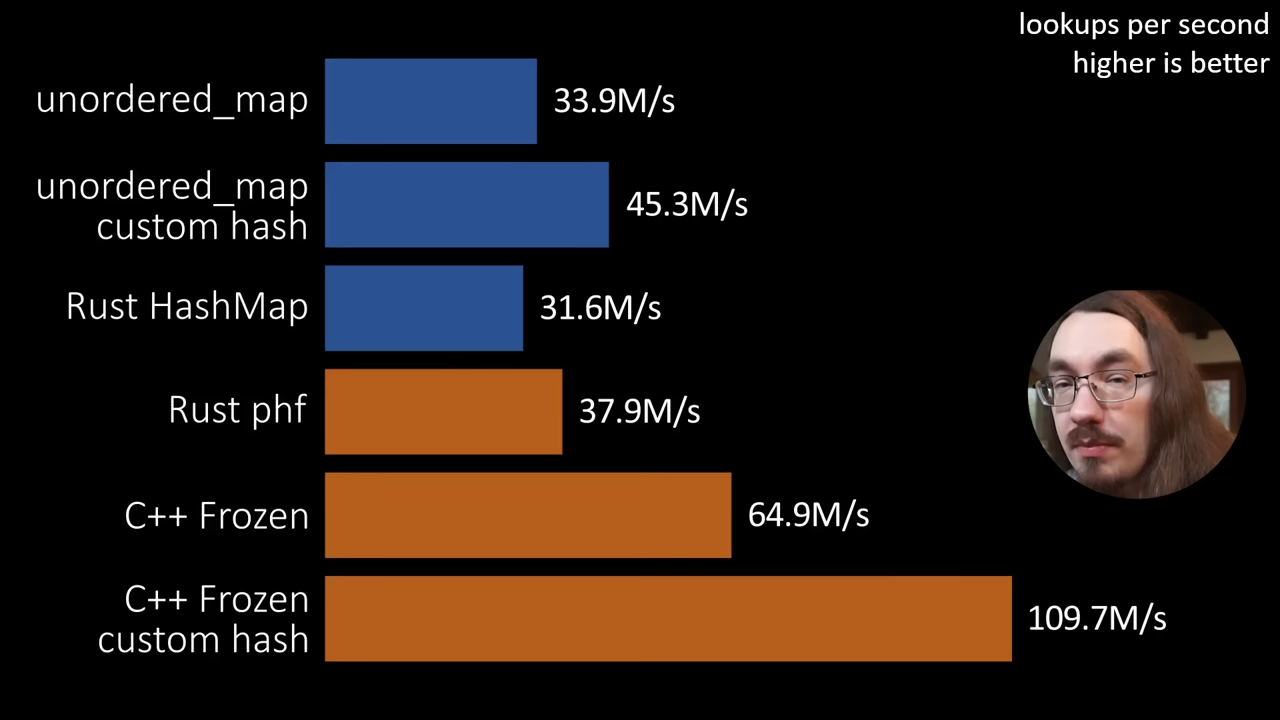 lookups per second
higher is better
unordered_map
33.9M/s
unordered_map
custom hash
45.3M/s
Rust HashMap
31.6M/s
Rust phf
37.9M/s
C++ Frozen
64.9M/s
C++ Frozen
custom hash
109.7M/s